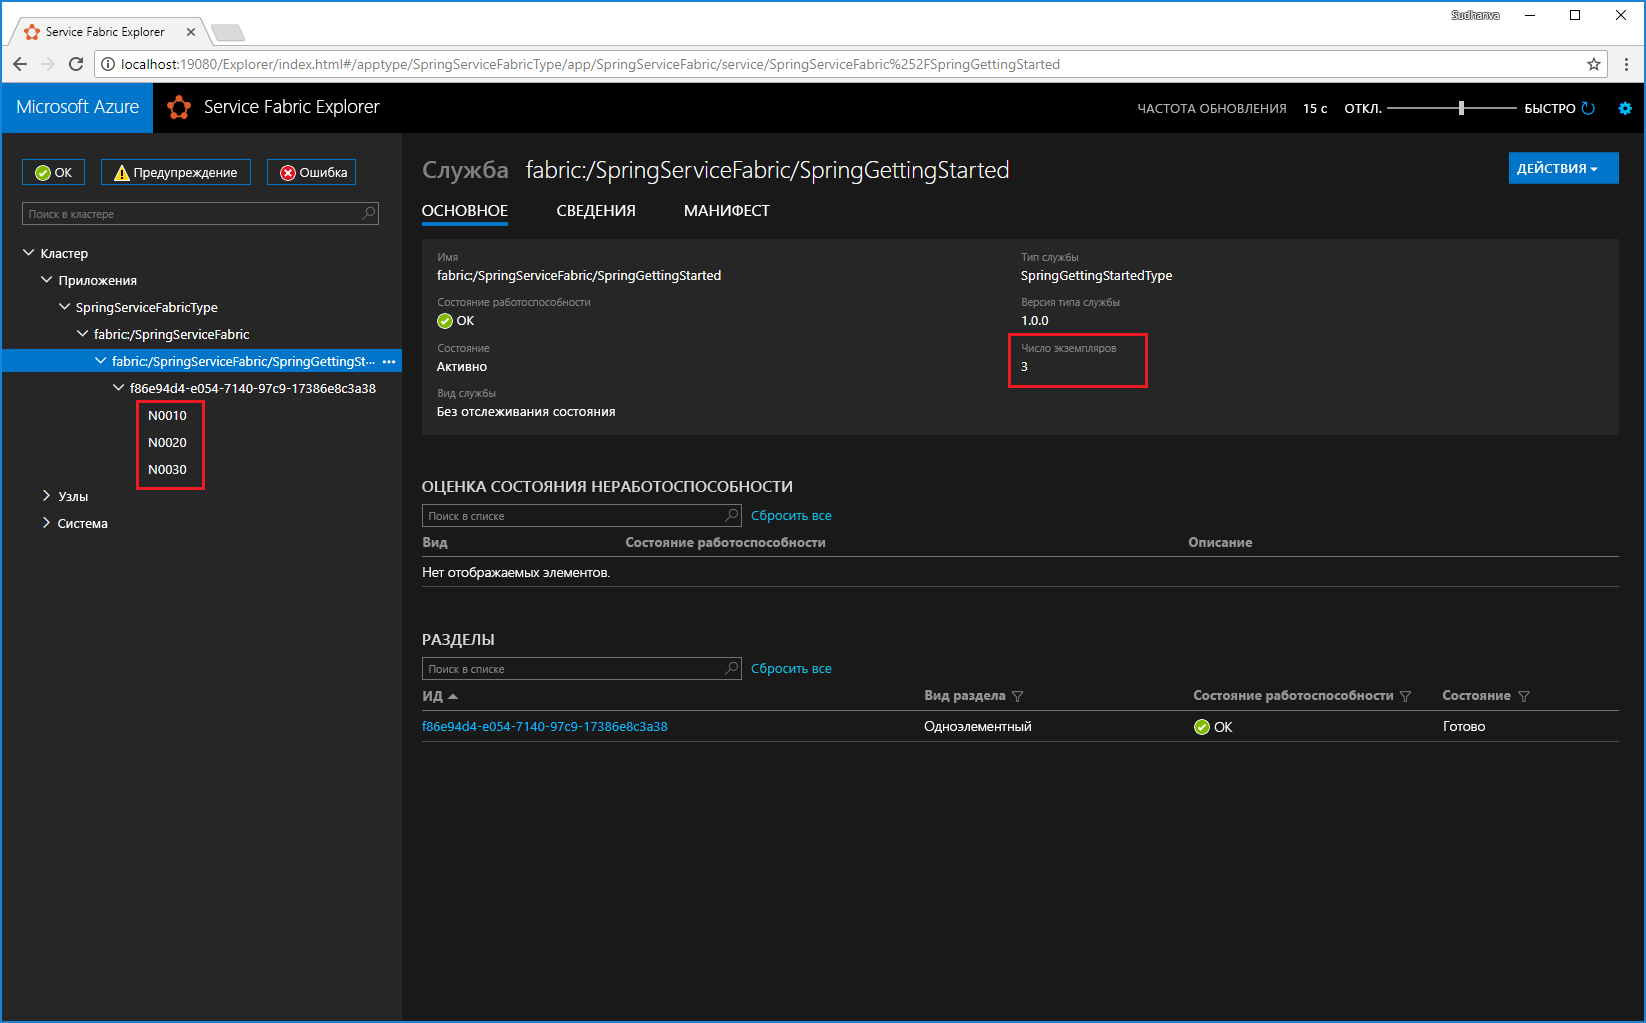 Sudhanva
Service Fabric Explorer
localhost:19080/Explorer/index.html#/apptype/SpringServiceFabricType/app/SpringServiceFabric/service/SpringServiceFabric%252FSpringGettingStarted
Microsoft Azure
Service Fabric Explorer
ЧАСТОТА ОБНОВЛЕНИЯ 15 с ОТКЛ. БЫСТРО
OK
Предупреждение
Ошибка
Поиск в кластере
Кластер
Приложения
SpringServiceFabricType
fabric:/SpringServiceFabric
fabric:/SpringServiceFabric/SpringGettingSt···
f86e94d4-e054-7140-97c9-17386e8c3a38
N0010
N0020
N0030
Узлы
Система
Служба fabric:/SpringServiceFabric/SpringGettingStarted
ДЕЙСТВИЯ
ОСНОВНОЕ СВЕДЕНИЯ МАНИФЕСТ
Имя
fabric:/SpringServiceFabric/SpringGettingStarted
Состояние работоспособности
OK
Состояние
Активно
Вид службы
Без отслеживания состояния
Тип службы
SpringGettingStartedType
Версия типа службы
1.0.0
Число экземпляров
3
ОЦЕНКА СОСТОЯНИЯ НЕРАБОТОСПОСОБНОСТИ
Поиск в списке Сбросить все
Вид Состояние работоспособности Описание
Нет отображаемых элементов.
РАЗДЕЛЫ
Поиск в списке Сбросить все
ИД Вид раздела Состояние работоспособности Состояние
f86e94d4-e054-7140-97c9-17386e8c3a38 Одноэлементный OK Готово